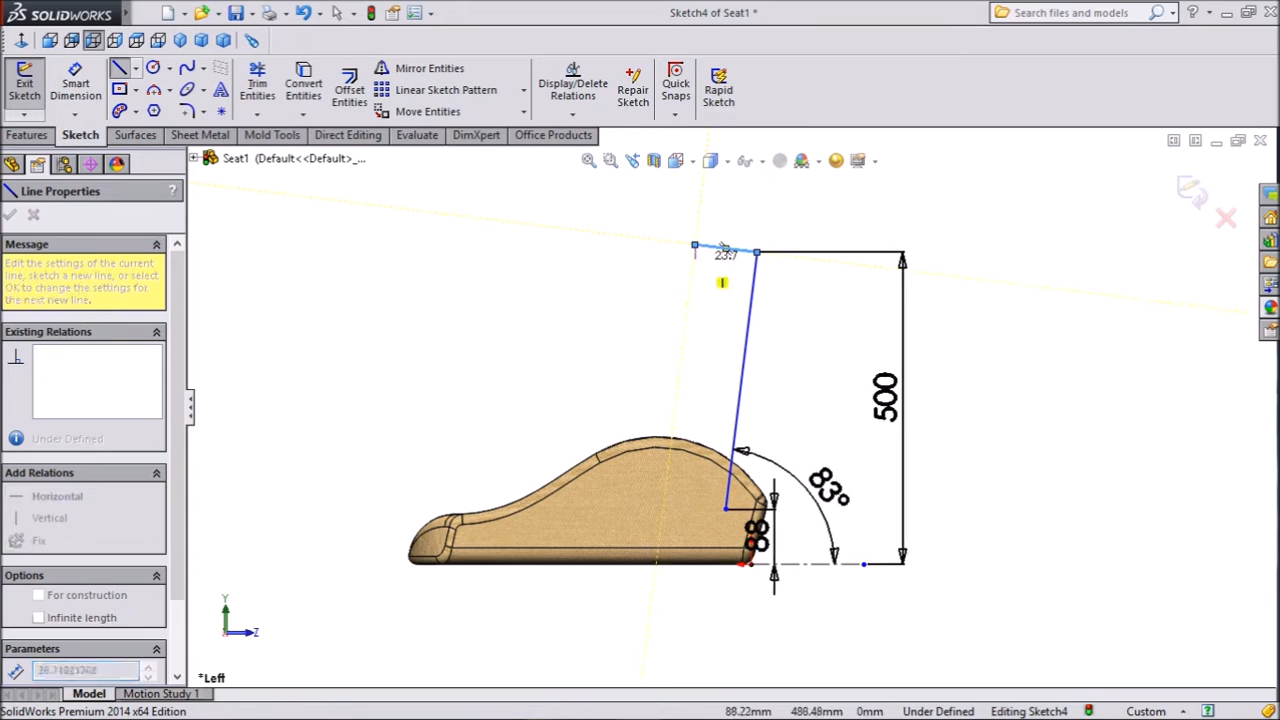 SOLIDWORKS
Sketch4 of Seat1 *
Search files and models
Exit Sketch
Smart Dimension
Trim Entities
Convert Entities
Offset Entities
Mirror Entities
Linear Sketch Pattern
Move Entities
Display/Delete Relations
Repair Sketch
Quick Snaps
Rapid Sketch
Features
Sketch
Surfaces
Sheet Metal
Mold Tools
Direct Editing
Evaluate
DimXpert
Office Products
Seat1 (Default<<Default>_...
Line Properties
?
Message
Edit the settings of the current
line, sketch a new line, or select
OK to change the settings for
the next new line.
Existing Relations
Under Defined
Add Relations
Horizontal
Vertical
Fix
Options
For construction
Infinite length
Parameters
23.7
500
83°
88
Y
Z
*Left
Model
Motion Study 1
SolidWorks Premium 2014 x64 Edition
88.22mm
488.48mm
0mm
Under Defined
Editing Sketch4
Custom
?